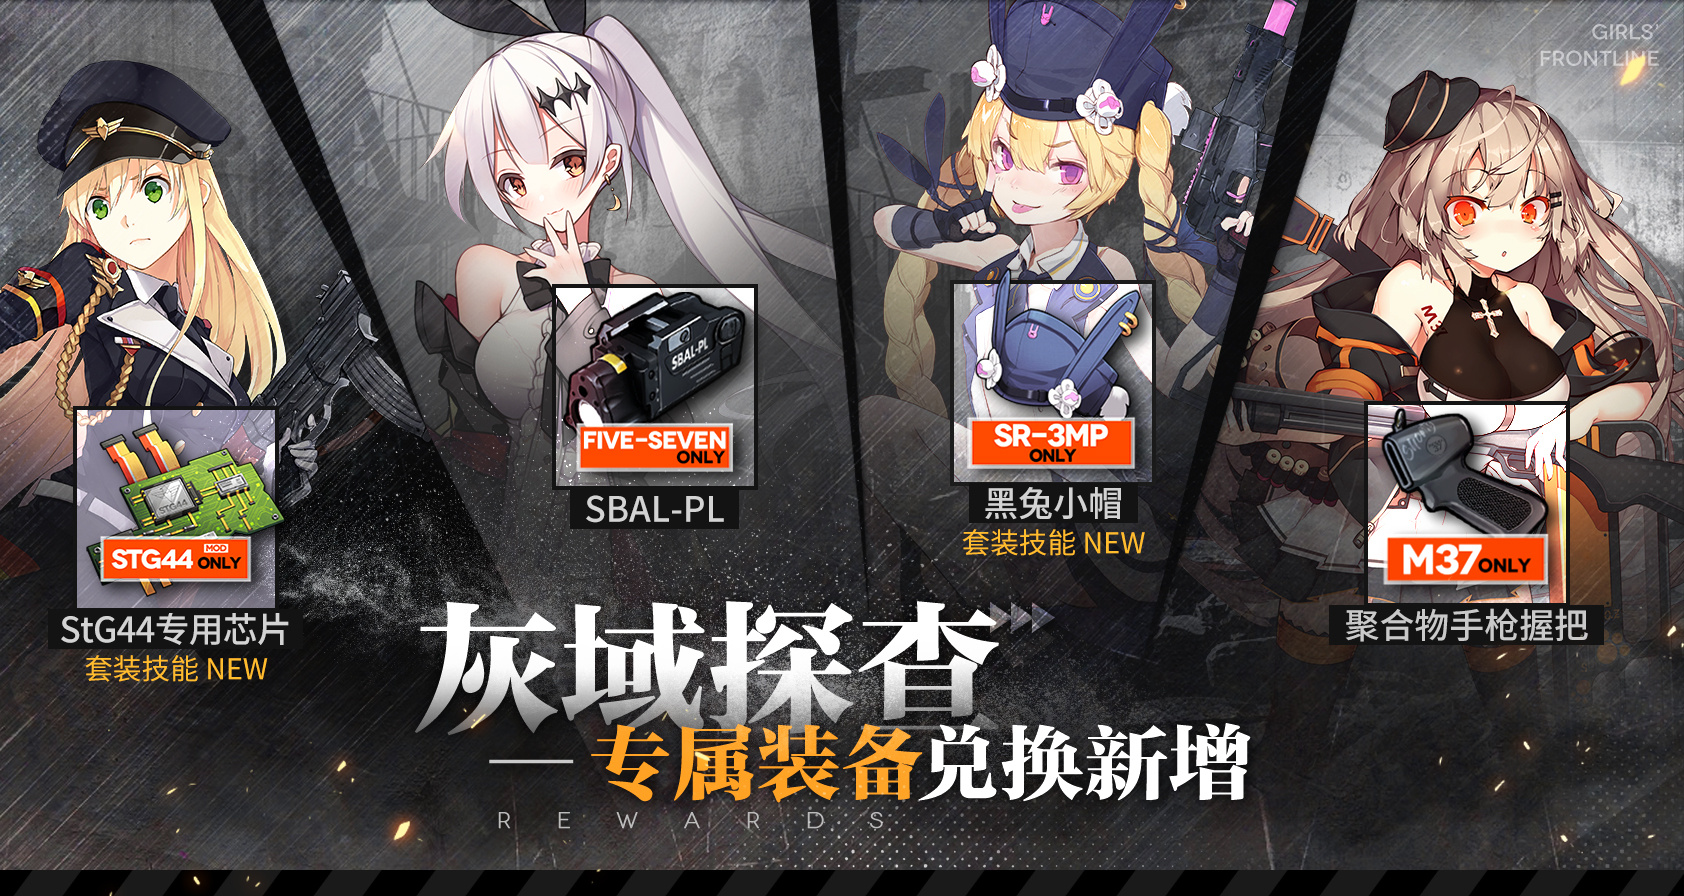 GIRLS'
FRONTLINE
STG44 MOD ONLY
StG44专用芯片
套装技能 NEW
SBAL-PL
FIVE-SEVEN
ONLY
SBAL-PL
SR-3MP
ONLY
黑兔小帽
套装技能 NEW
M37 ONLY
聚合物手枪握把
灰域探查
专属装备兑换新增
REWARDS